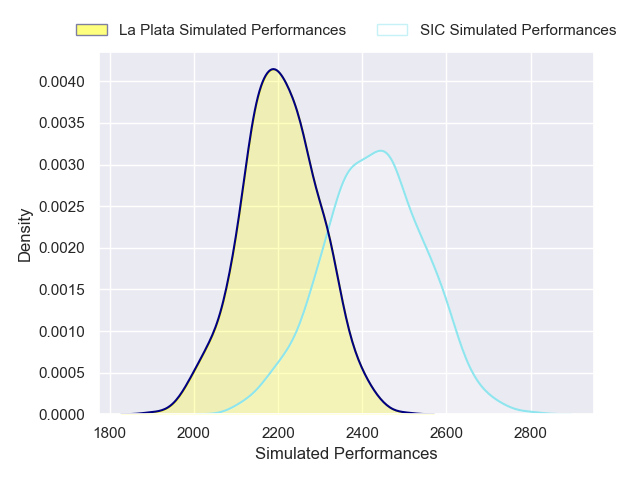 La Plata Simulated Performances SIC Simulated Performances
0.0040
0.0035
0.0030
0.0025
0.0020
0.0015
0.0010
0.0005
0.0000
Density
1800 2000 2200 2400 2600 2800
Simulated Performances